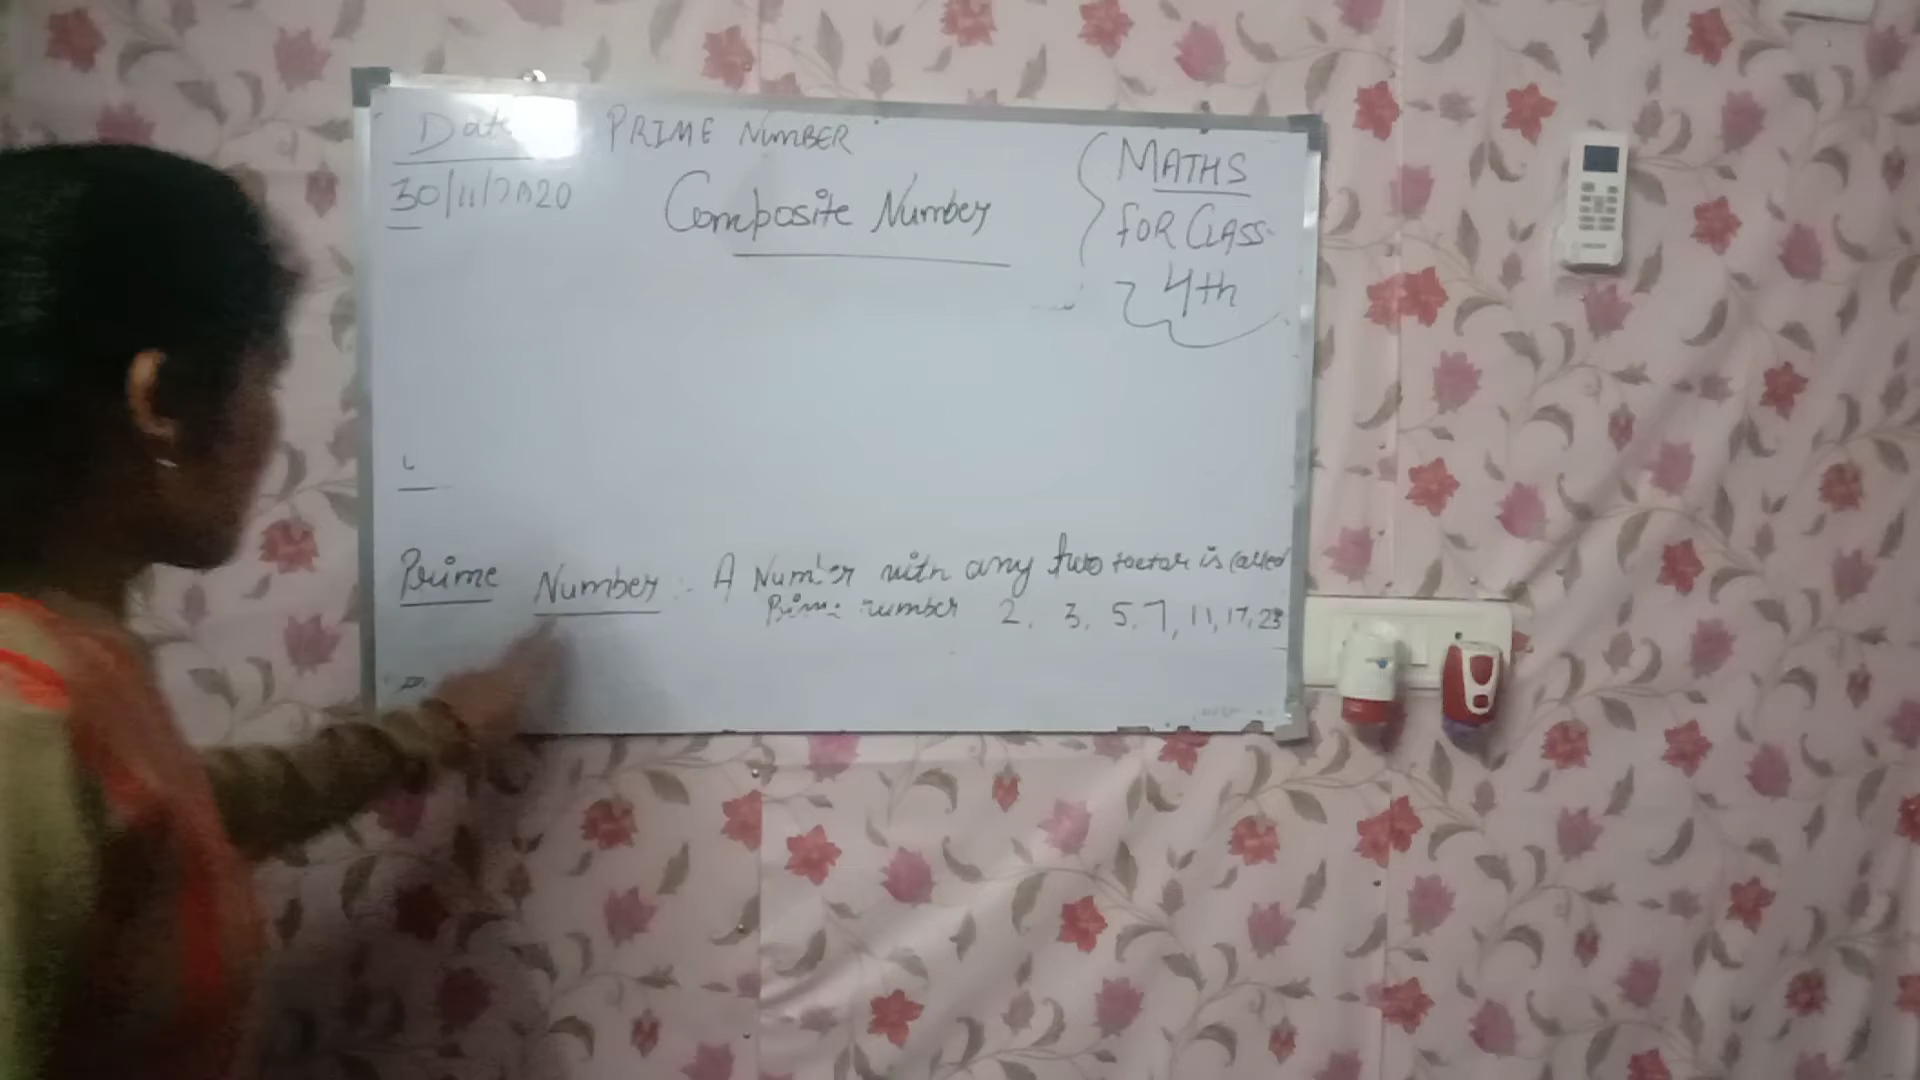 Date
30/11/2020
PRIME NUMBER
Composite Number
MATHS
FOR CLASS
4th
Prime Number :- A Number with any two factor is called
Prime number 2, 3, 5, 7, 11, 17, 23